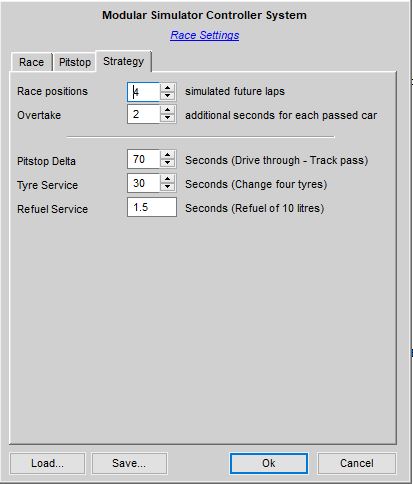 Modular Simulator Controller System
Race Settings
Race Pitstop Strategy
Race positions 4 simulated future laps
Overtake 2 additional seconds for each passed car
Pitstop Delta 70 Seconds (Drive through - Track pass)
Tyre Service 30 Seconds (Change four tyres)
Refuel Service 1.5 Seconds (Refuel of 10 litres)
Load... Save... Ok Cancel